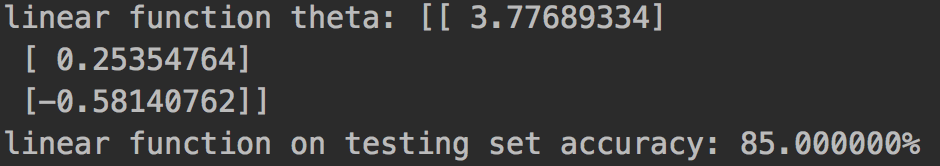 linear function theta: [[ 3.77689334]
 [ 0.25354764]
 [-0.58140762]]
linear function on testing set accuracy: 85.000000%